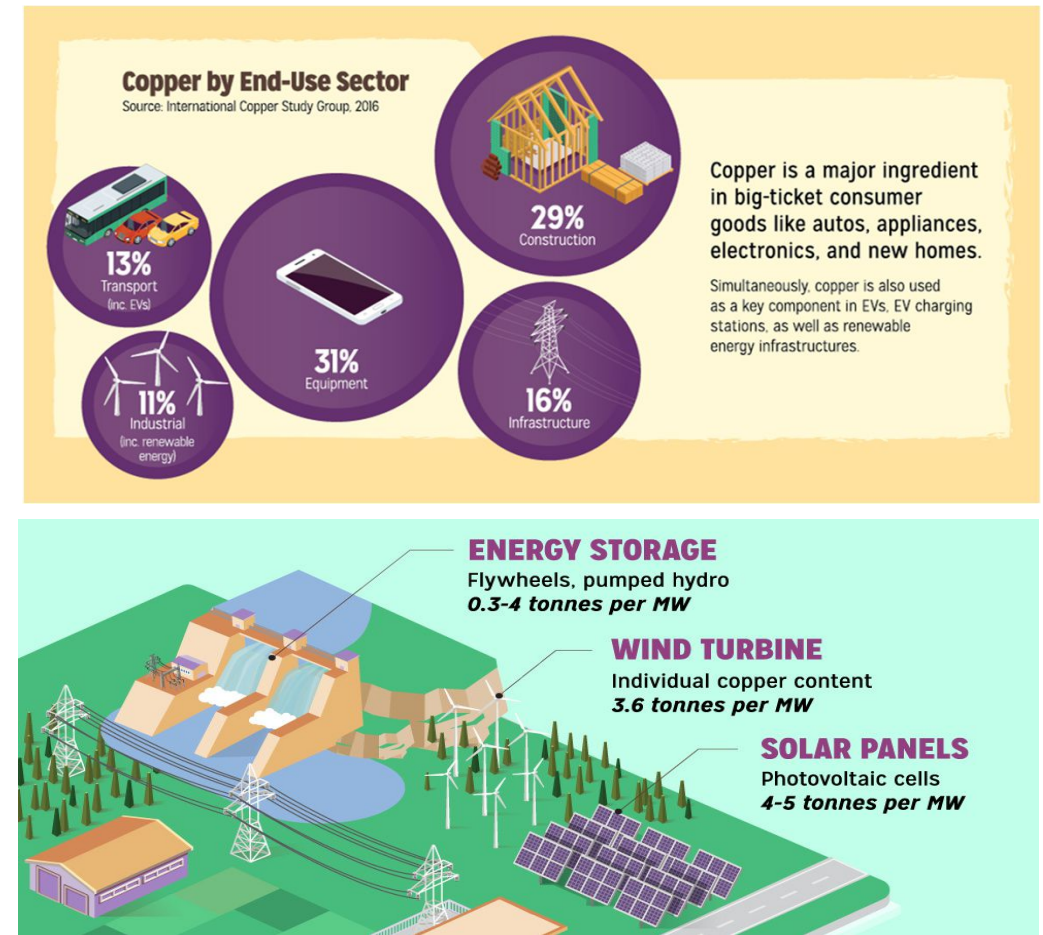 Copper by End-Use Sector
Source: International Copper Study Group, 2016
13%
Transport
(inc. EVs)
11%
Industrial
(inc. renewable
energy)
31%
Equipment
29%
Construction
16%
Infrastructure
Copper is a major ingredient
in big-ticket consumer
goods like autos, appliances,
electronics, and new homes.
Simultaneously, copper is also used
as a key component in EVs, EV charging
stations, as well as renewable
energy infrastructures.
ENERGY STORAGE
Flywheels, pumped hydro
0.3-4 tonnes per MW
WIND TURBINE
Individual copper content
3.6 tonnes per MW
SOLAR PANELS
Photovoltaic cells
4-5 tonnes per MW